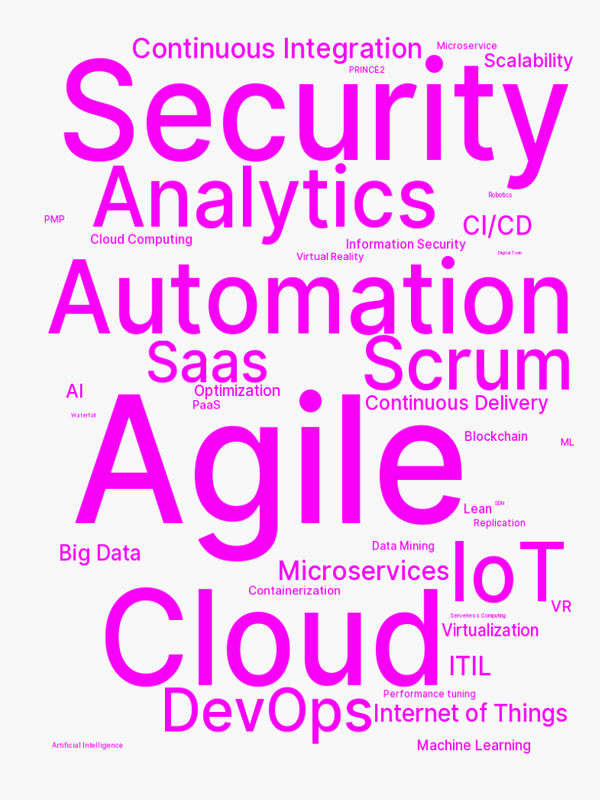 Continuous Integration
Microservice
Scalability
PRINCE2
Security
Analytics
Robotics
PMP
CI/CD
Cloud Computing
Information Security
Virtual Reality
Digital Twin
Automation
Saas
Scrum
AI
Optimization
PaaS
Continuous Delivery
Waterfall
Agile
Blockchain
ML
Lean
SDN
Replication
Big Data
Data Mining
Microservices
IoT
Containerization
VR
Cloud
Serverless Computing
Virtualization
ITIL
DevOps
Performance tuning
Internet of Things
Artificial Intelligence
Machine Learning